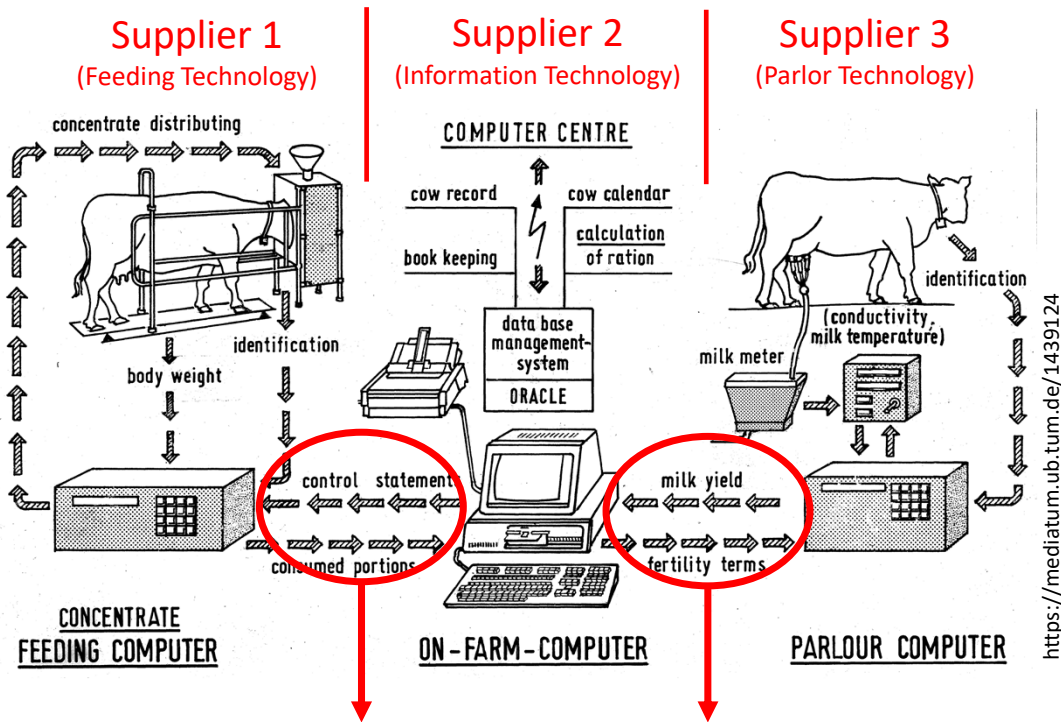 Supplier 1
(Feeding Technology)
Supplier 2
(Information Technology)
Supplier 3
(Parlor Technology)
concentrate distributing
identification
body weight
COMPUTER CENTRE
cow record
cow calendar
book keeping
calculation
of ration
data base
management-
system
ORACLE
identification
(conductivity,
milk temperature)
milk meter
control statements
consumed portions
milk yield
fertility terms
CONCENTRATE
FEEDING COMPUTER
ON-FARM-COMPUTER
PARLOUR COMPUTER
https://mediatum.ub.tum.de/1439124